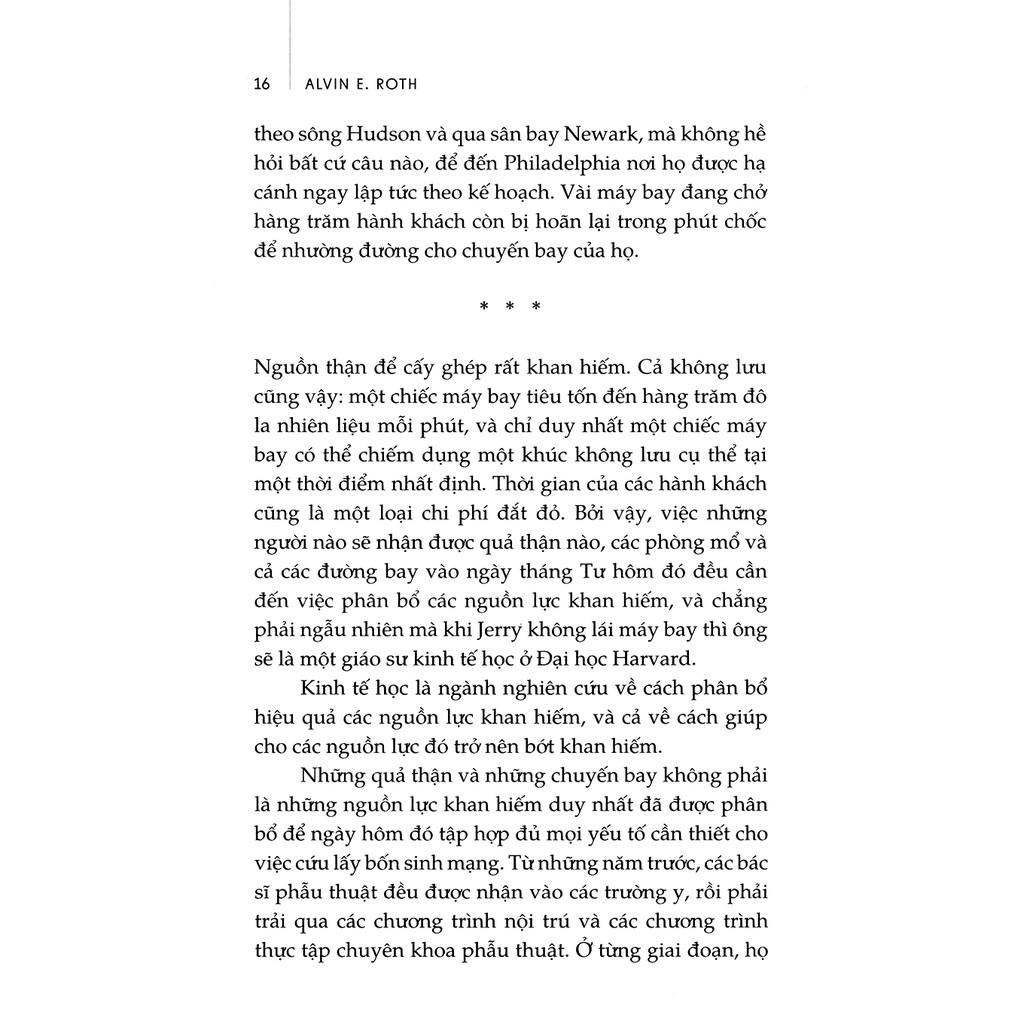 16 ALVIN E. ROTH
theo sông Hudson và qua sân bay Newark, mà không hề
hỏi bất cứ câu nào, để đến Philadelphia nơi họ được hạ
cánh ngay lập tức theo kế hoạch. Vài máy bay đang chở
hàng trăm hành khách còn bị hoãn lại trong phút chốc
để nhường đường cho chuyến bay của họ.
* * *
Nguồn thận để cấy ghép rất khan hiếm. Cả không lưu
cũng vậy: một chiếc máy bay tiêu tốn đến hàng trăm đô
la nhiên liệu mỗi phút, và chỉ duy nhất một chiếc máy
bay có thể chiếm dụng một khúc không lưu cụ thể tại
một thời điểm nhất định. Thời gian của các hành khách
cũng là một loại chi phí đắt đỏ. Bởi vậy, việc những
người nào sẽ nhận được quả thận nào, các phòng mổ và
cả các đường bay vào ngày tháng Tư hôm đó đều cần
đến việc phân bổ các nguồn lực khan hiếm, và chẳng
phải ngẫu nhiên mà khi Jerry không lái máy bay thì ông
sẽ là một giáo sư kinh tế học ở Đại học Harvard.
Kinh tế học là ngành nghiên cứu về cách phân bổ
hiệu quả các nguồn lực khan hiếm, và cả về cách giúp
cho các nguồn lực đó trở nên bớt khan hiếm.
Những quả thận và những chuyến bay không phải
là những nguồn lực khan hiếm duy nhất đã được phân
bổ để ngày hôm đó tập hợp đủ mọi yếu tố cần thiết cho
việc cứu lấy bốn sinh mạng. Từ những năm trước, các bác
sĩ phẫu thuật đều được nhận vào các trường y, rồi phải
trải qua các chương trình nội trú và các chương trình
thực tập chuyên khoa phẫu thuật. Ở từng giai đoạn, họ